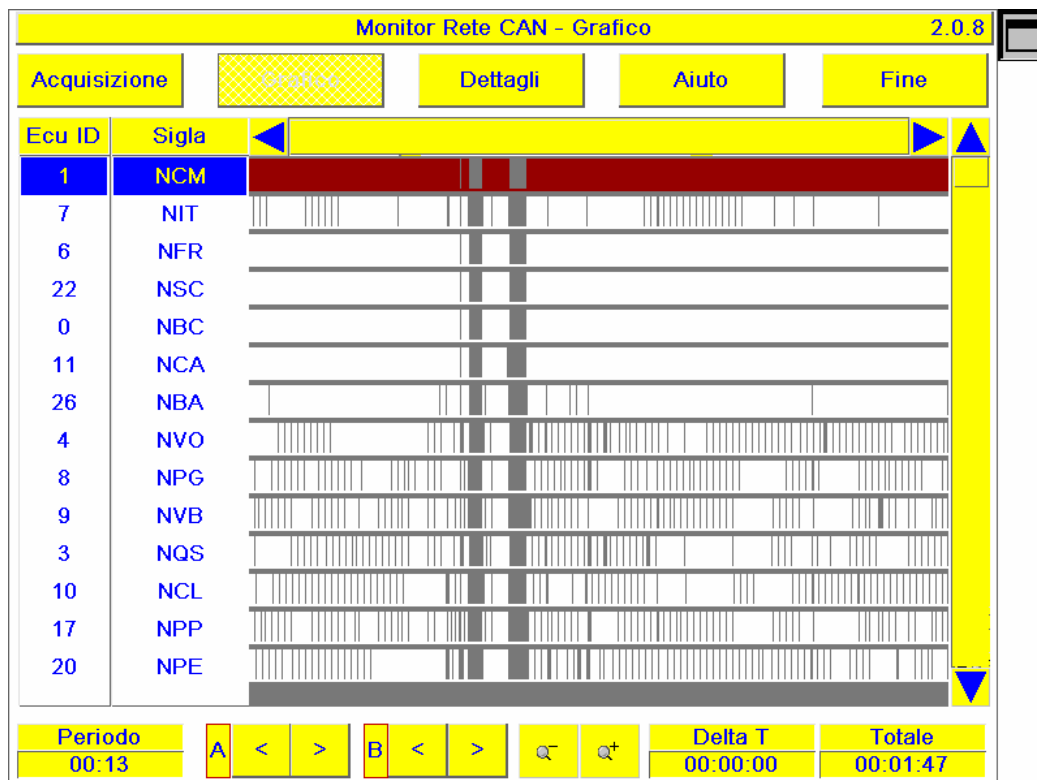 Monitor Rete CAN - Grafico 2.0.8
Acquisizione Grafico Dettagli Aiuto Fine
Ecu ID Sigla
1 NCM
7 NIT
6 NFR
22 NSC
0 NBC
11 NCA
26 NBA
4 NVO
8 NPG
9 NVB
3 NQS
10 NCL
17 NPP
20 NPE
Periodo A < > B < > Delta T Totale
00:13 00:00:00 00:01:47